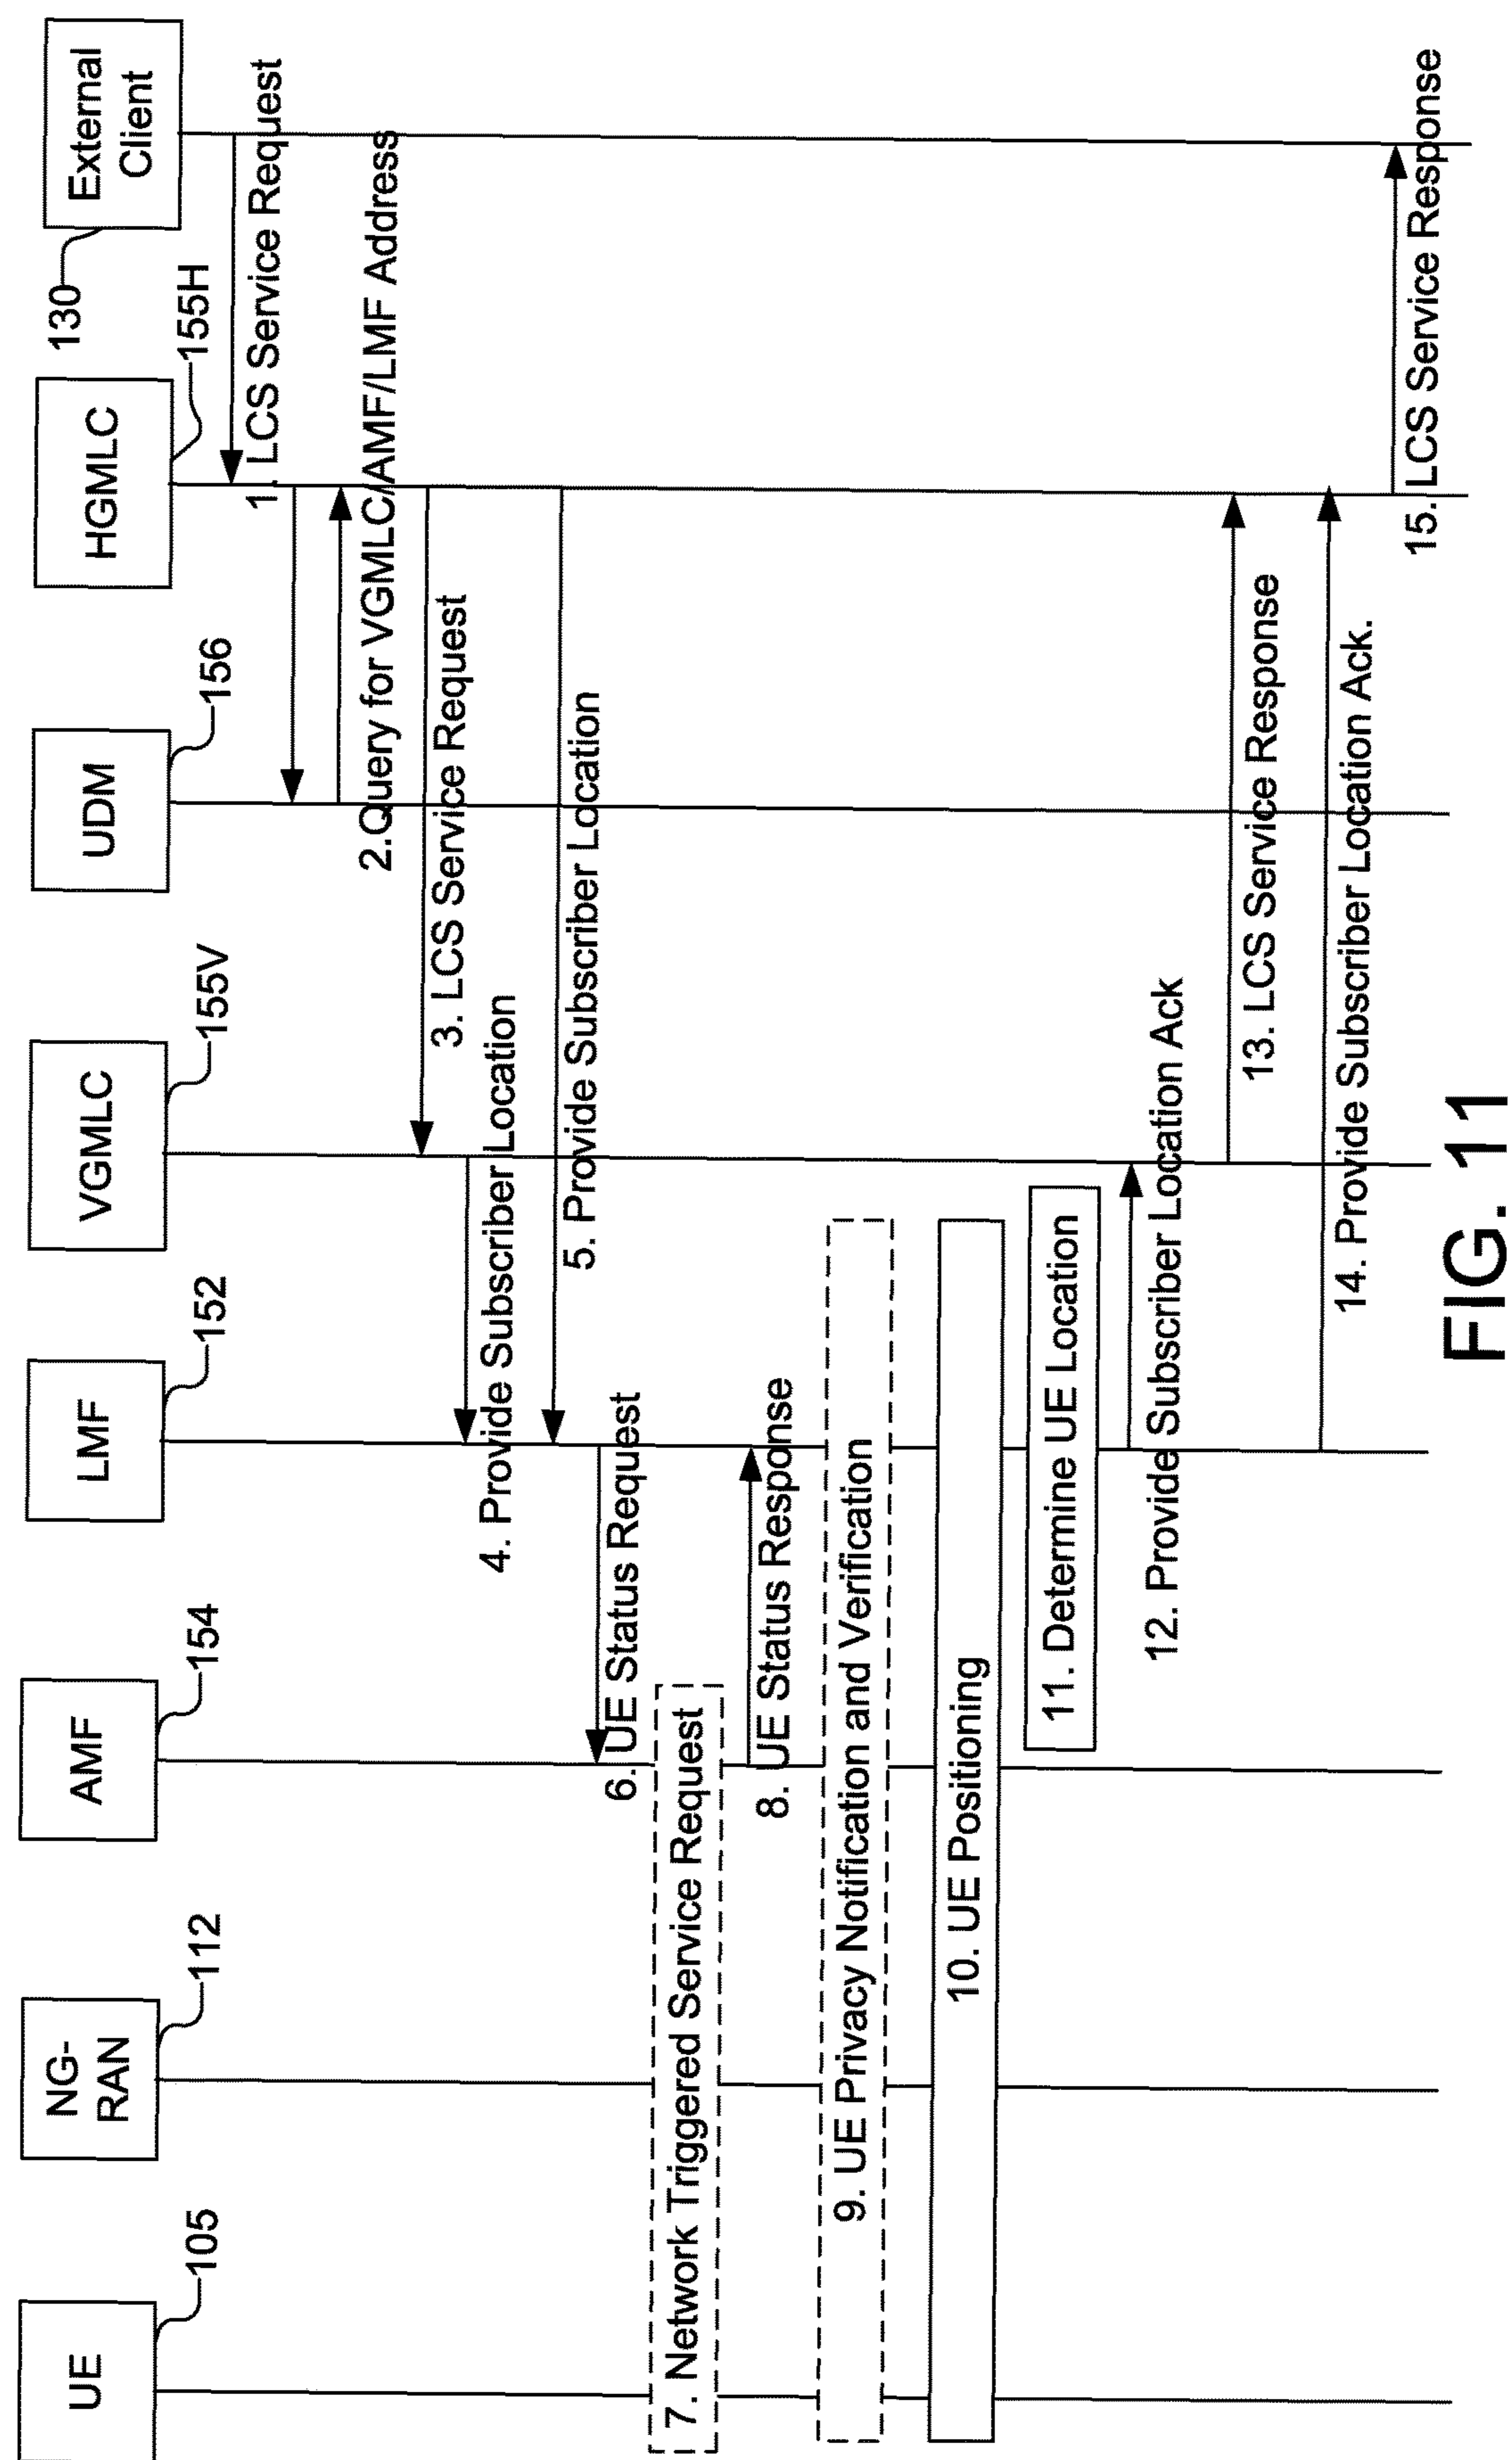 UE
105
NG-
RAN
112
AMF
154
LMF
152
VGMLC
155V
UDM
156
HGMLC
155H
External
Client
130
1. LCS Service Request
2.Query for VGMLC/AMF/LMF Address
3. LCS Service Request
4. Provide Subscriber Location
5. Provide Subscriber Location
6. UE Status Request
7. Network Triggered Service Request
8. UE Status Response
9. UE Privacy Notification and Verification
10. UE Positioning
11. Determine UE Location
12. Provide Subscriber Location Ack
13. LCS Service Response
14. Provide Subscriber Location Ack.
15. LCS Service Response
FIG. 11